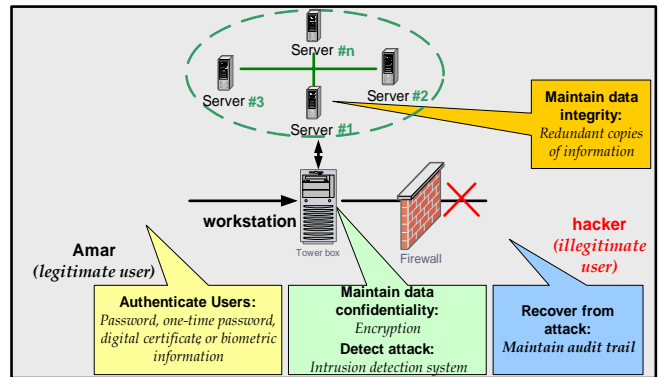 Server #n
Server #3
Server #2
Server #1
Maintain data
integrity:
Redundant copies
of information
workstation
Tower box
Firewall
Amar
(legitimate user)
hacker
(illegitimate
user)
Authenticate Users:
Password, one-time password,
digital certificate, or biometric
information
Maintain data
confidentiality:
Encryption
Detect attack:
Intrusion detection system
Recover from
attack:
Maintain audit trail